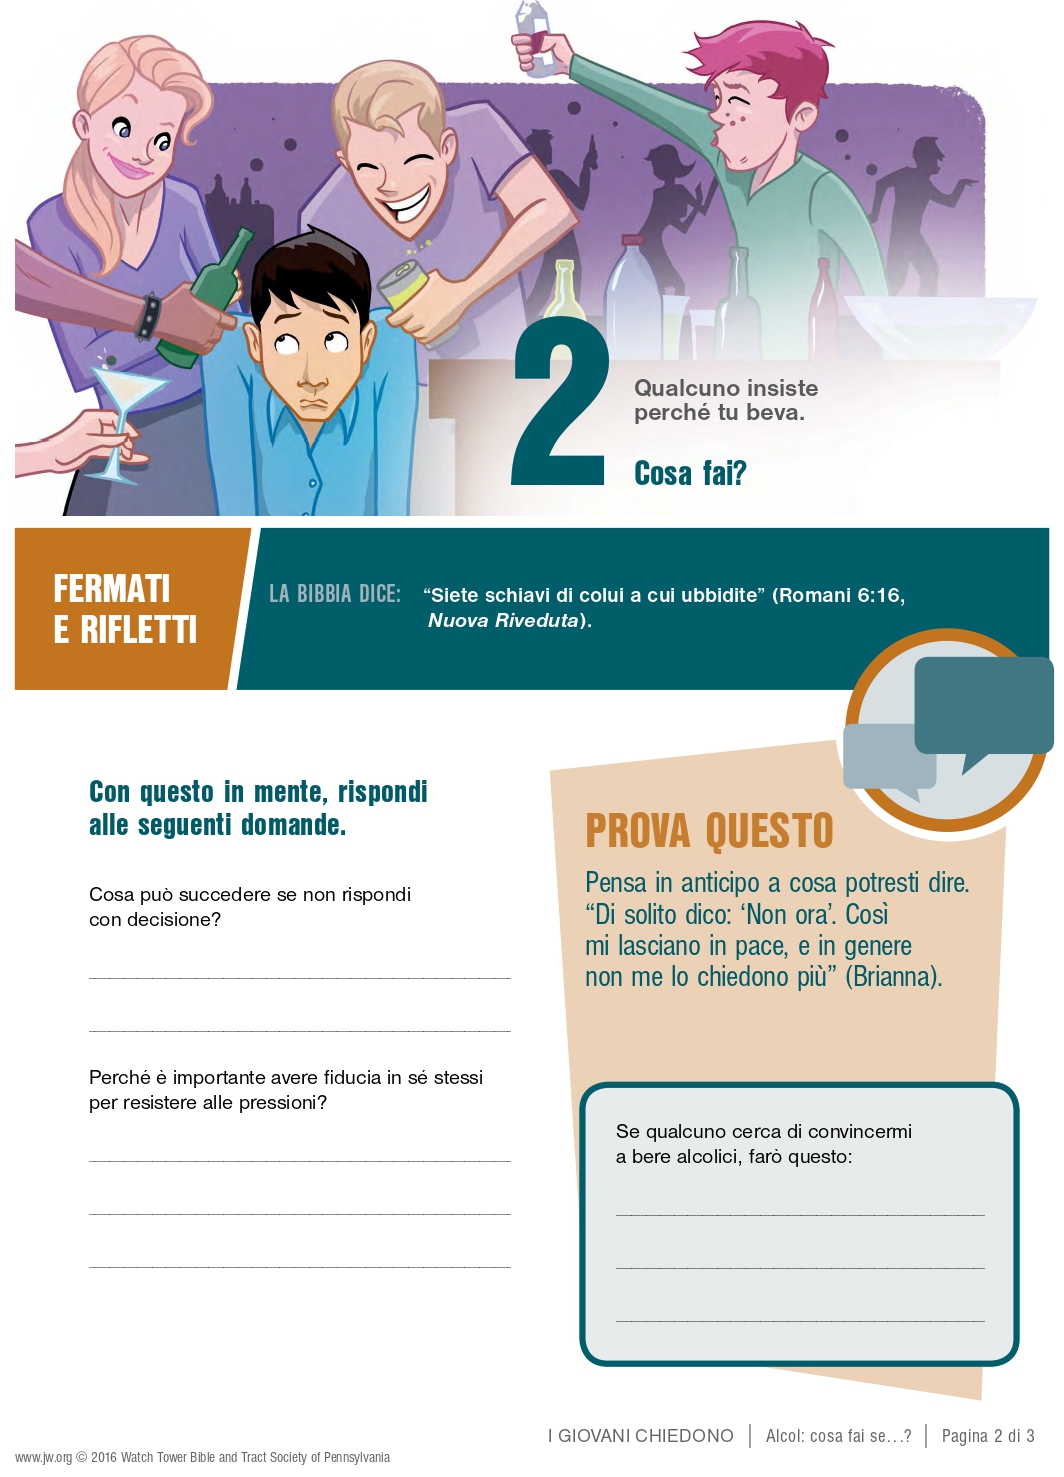 2
Qualcuno insiste
perché tu beva.
Cosa fai?
FERMATI
E RIFLETTI
LA BIBBIA DICE: “Siete schiavi di colui a cui ubbidite” (Romani 6:16,
Nuova Riveduta).
Con questo in mente, rispondi
alle seguenti domande.
Cosa può succedere se non rispondi
con decisione?
Perché è importante avere fiducia in sé stessi
per resistere alle pressioni?
PROVA QUESTO
Pensa in anticipo a cosa potresti dire.
“Di solito dico: ‘Non ora’. Così
mi lasciano in pace, e in genere
non me lo chiedono più” (Brianna).
Se qualcuno cerca di convincermi
a bere alcolici, farò questo:
I GIOVANI CHIEDONO | Alcol: cosa fai se…? | Pagina 2 di 3
www.jw.org © 2016 Watch Tower Bible and Tract Society of Pennsylvania